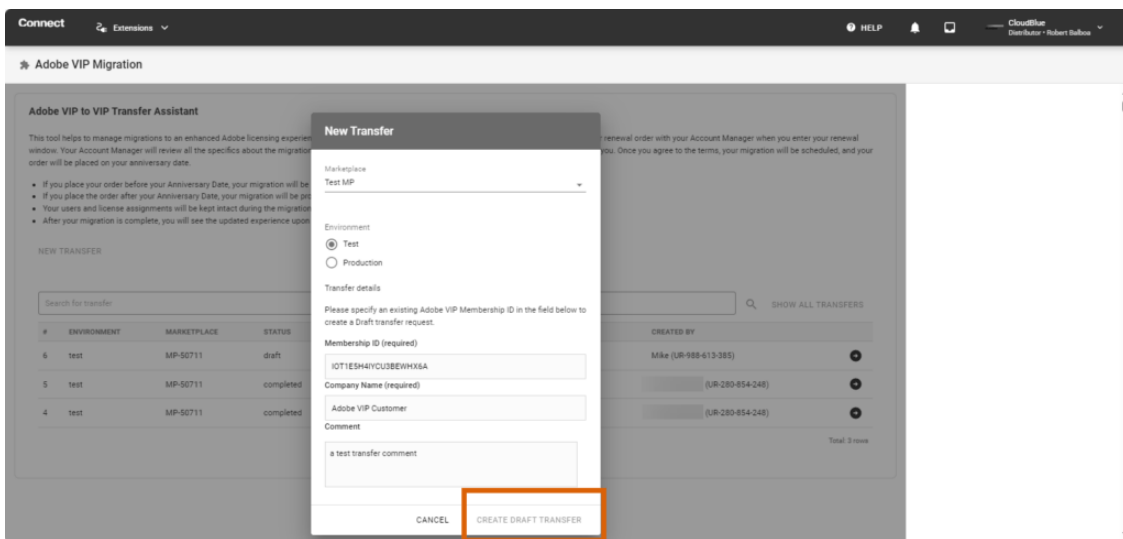 Connect
Extensions
HELP
CloudBlue
Distributor • Robert Balboa
Adobe VIP Migration
Adobe VIP to VIP Transfer Assistant
This tool helps to manage migrations to an enhanced Adobe licensing experien
renewal order with your Account Manager when you enter your renewal
window. Your Account Manager will review all the specifics about the migration
you. Once you agree to the terms, your migration will be scheduled, and your
order will be placed on your anniversary date.
If you place your order before your Anniversary Date, your migration will be
If you place the order after your Anniversary Date, your migration will be pro
Your users and license assignments will be kept intact during the migration
After your migration is complete, you will see the updated experience upon
NEW TRANSFER
Search for transfer
SHOW ALL TRANSFERS
# ENVIRONMENT MARKETPLACE STATUS CREATED BY
6 test MP-50711 draft Mike (UR-988-613-385)
5 test MP-50711 completed (UR-280-854-248)
4 test MP-50711 completed (UR-280-854-248)
Total: 3 rows
New Transfer
Marketplace
Test MP
Environment
Test
Production
Transfer details
Please specify an existing Adobe VIP Membership ID in the field below to
create a Draft transfer request.
Membership ID (required)
IOT1E5H4IYCU3BEWHX6A
Company Name (required)
Adobe VIP Customer
Comment
a test transfer comment
CANCEL
CREATE DRAFT TRANSFER